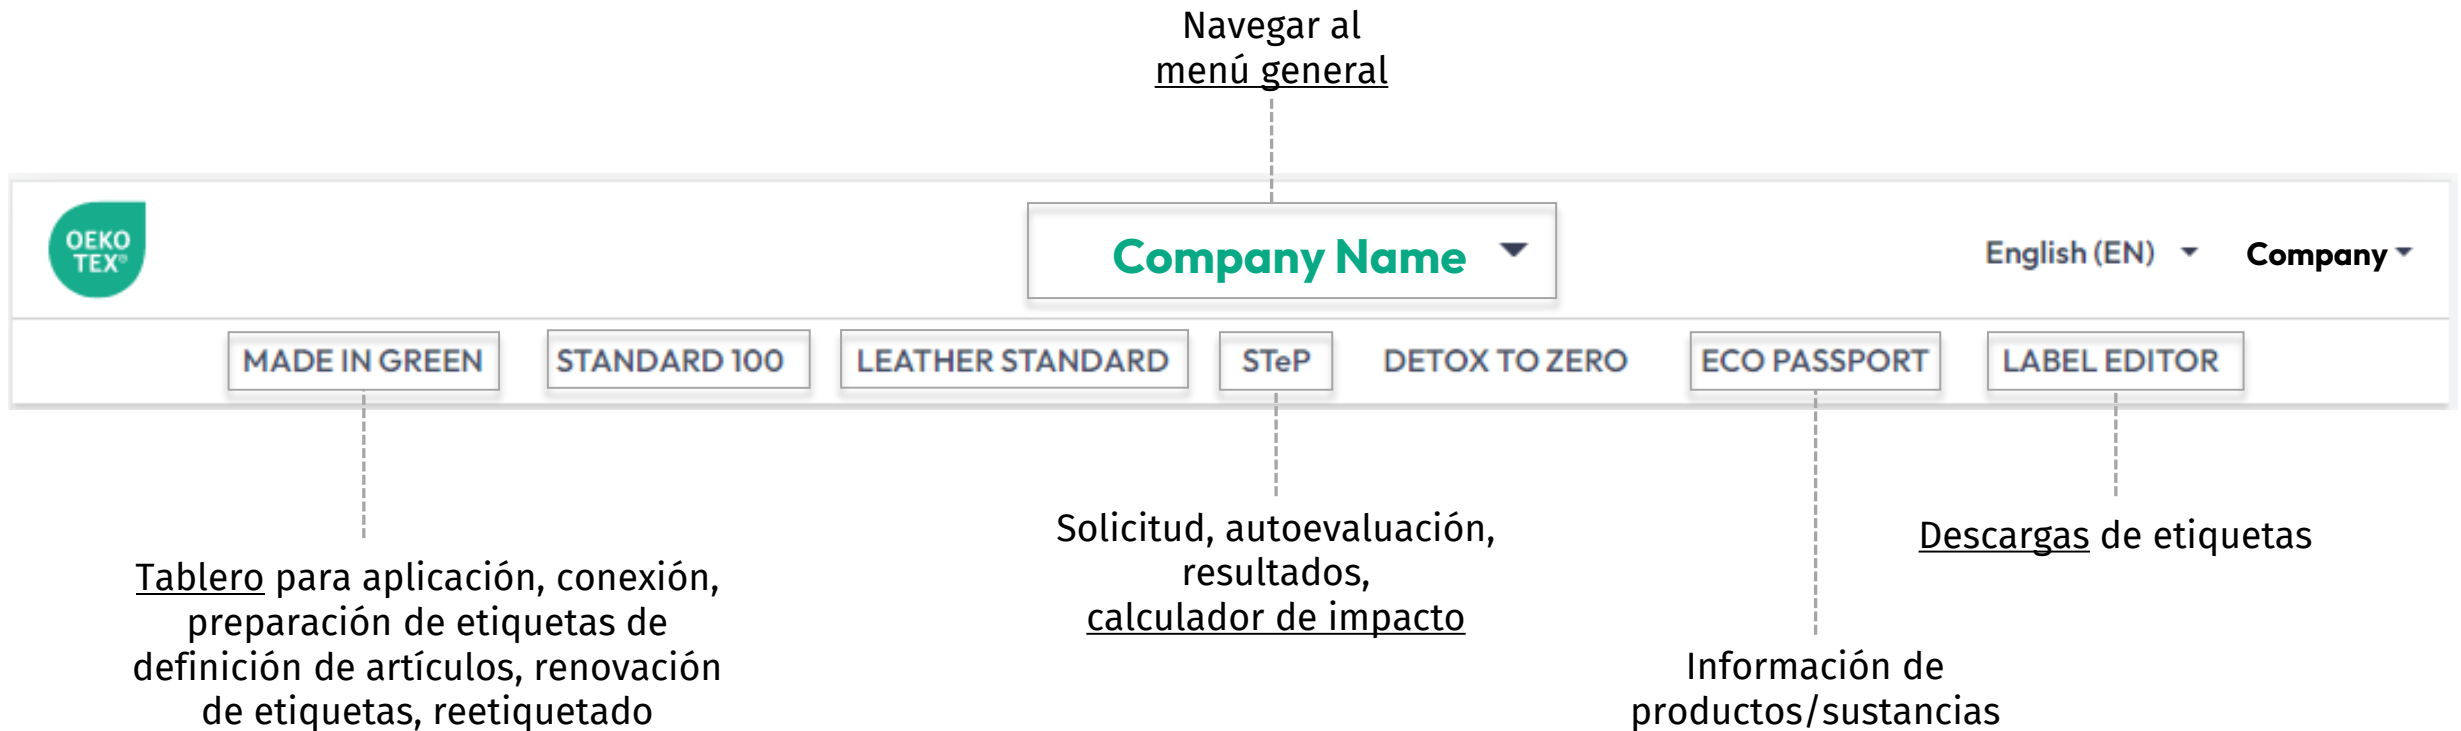 Navegar al
menú general
OEKO
TEX®
Company Name
English (EN)
Company
MADE IN GREEN
STANDARD 100
LEATHER STANDARD
STeP
DETOX TO ZERO
ECO PASSPORT
LABEL EDITOR
Tablero para aplicación, conexión,
preparación de etiquetas de
definición de artículos, renovación
de etiquetas, reetiquetado
Solicitud, autoevaluación,
resultados,
calculador de impacto
Información de
productos/sustancias
Descargas de etiquetas